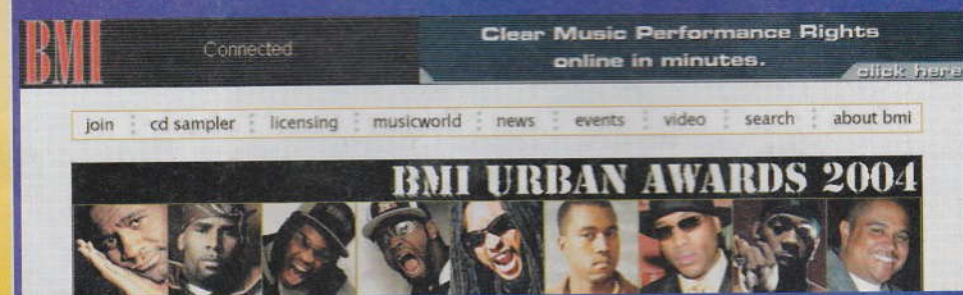 BMI
Connected
Clear Music Performance Rights
online in minutes.
click here
join cd sampler licensing musicworld news events video search about bmi
BMI URBAN AWARDS 2004